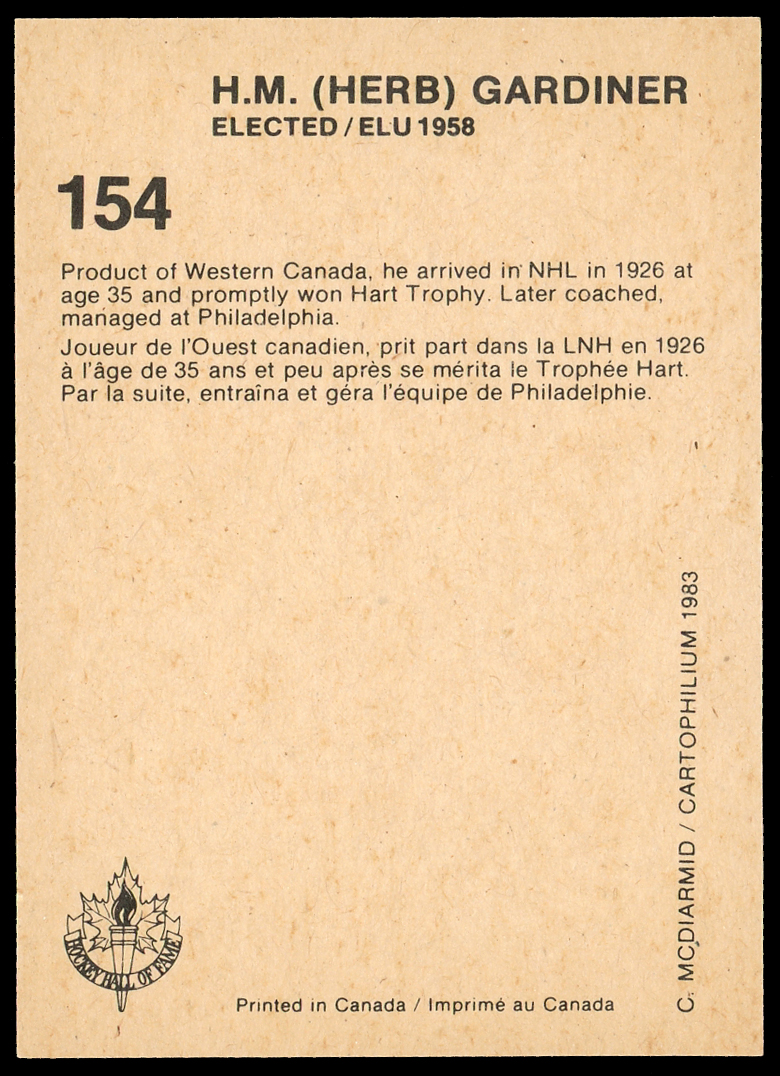 H.M. (HERB) GARDINER
ELECTED / ELU 1958
154
Product of Western Canada, he arrived in NHL in 1926 at
age 35 and promptly won Hart Trophy. Later coached,
managed at Philadelphia.
Joueur de l'Ouest canadien, prit part dans la LNH en 1926
à l'âge de 35 ans et peu après se mérita le Trophée Hart.
Par la suite, entraîna et géra l'équipe de Philadelphie.
C. MCDIARMID / CARTOPHILIUM 1983
HOCKEY HALL OF FAME
Printed in Canada / Imprimé au Canada